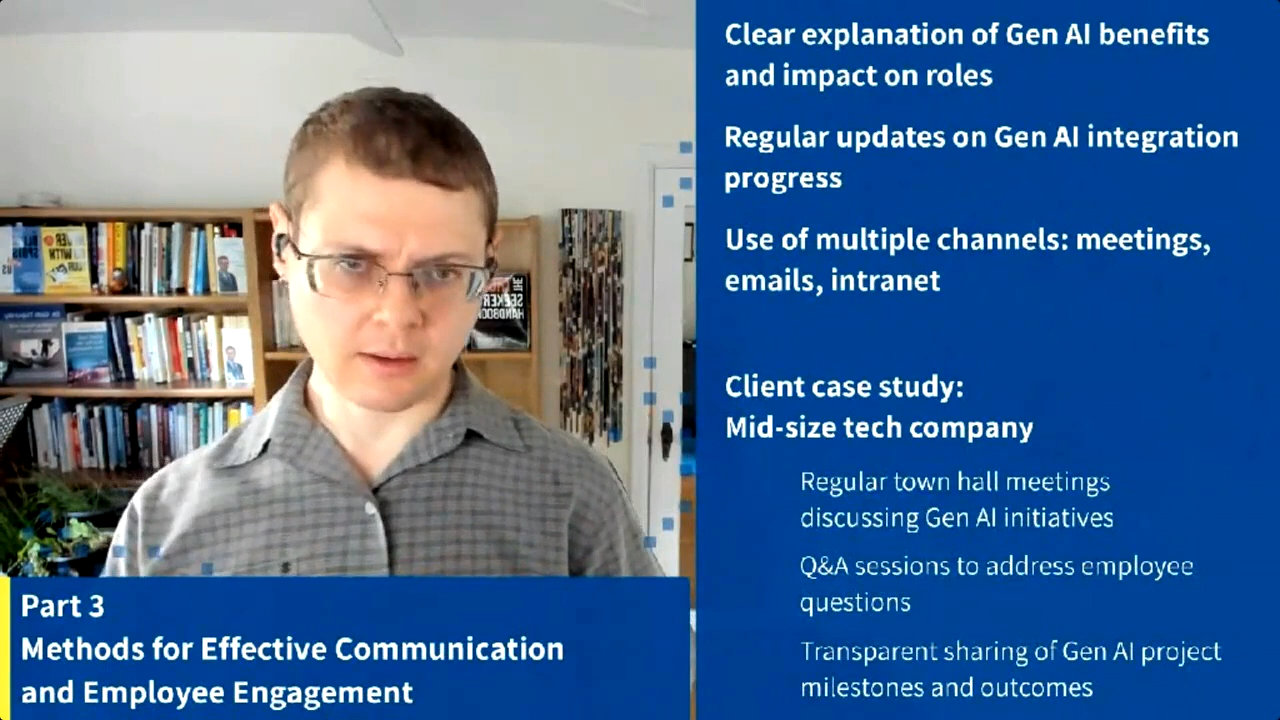 Clear explanation of Gen AI benefits
and impact on roles
Regular updates on Gen AI integration
progress
Use of multiple channels: meetings,
emails, intranet
Client case study:
Mid-size tech company
Regular town hall meetings
discussing Gen AI initiatives
Q&A sessions to address employee
questions
Transparent sharing of Gen AI project
milestones and outcomes
THE
SEEKER
HANDBOOK
Part 3
Methods for Effective Communication
and Employee Engagement